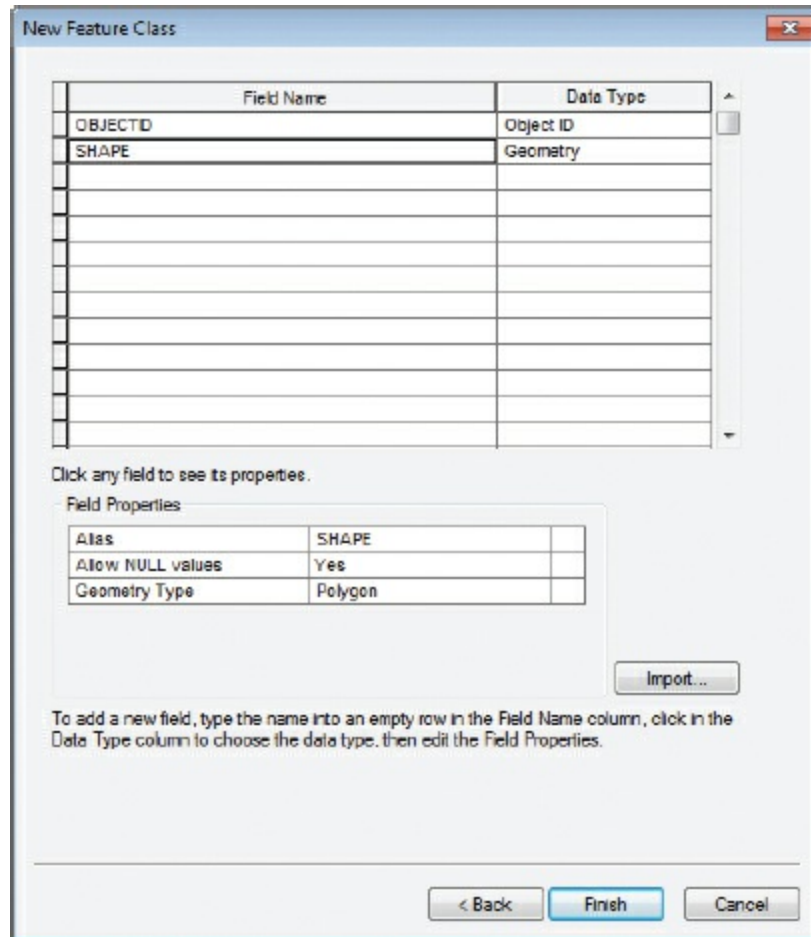 New Feature Class
Field Name Data Type
OBJECTID Object ID
SHAPE Geometry
Click any field to see its properties.
Field Properties
Alias SHAPE
Allow NULL values Yes
Geometry Type Polygon
Import...
To add a new field, type the name into an empty row in the Field Name column, click in the
Data Type column to choose the data type, then edit the Field Properties.
< Back Finish Cancel